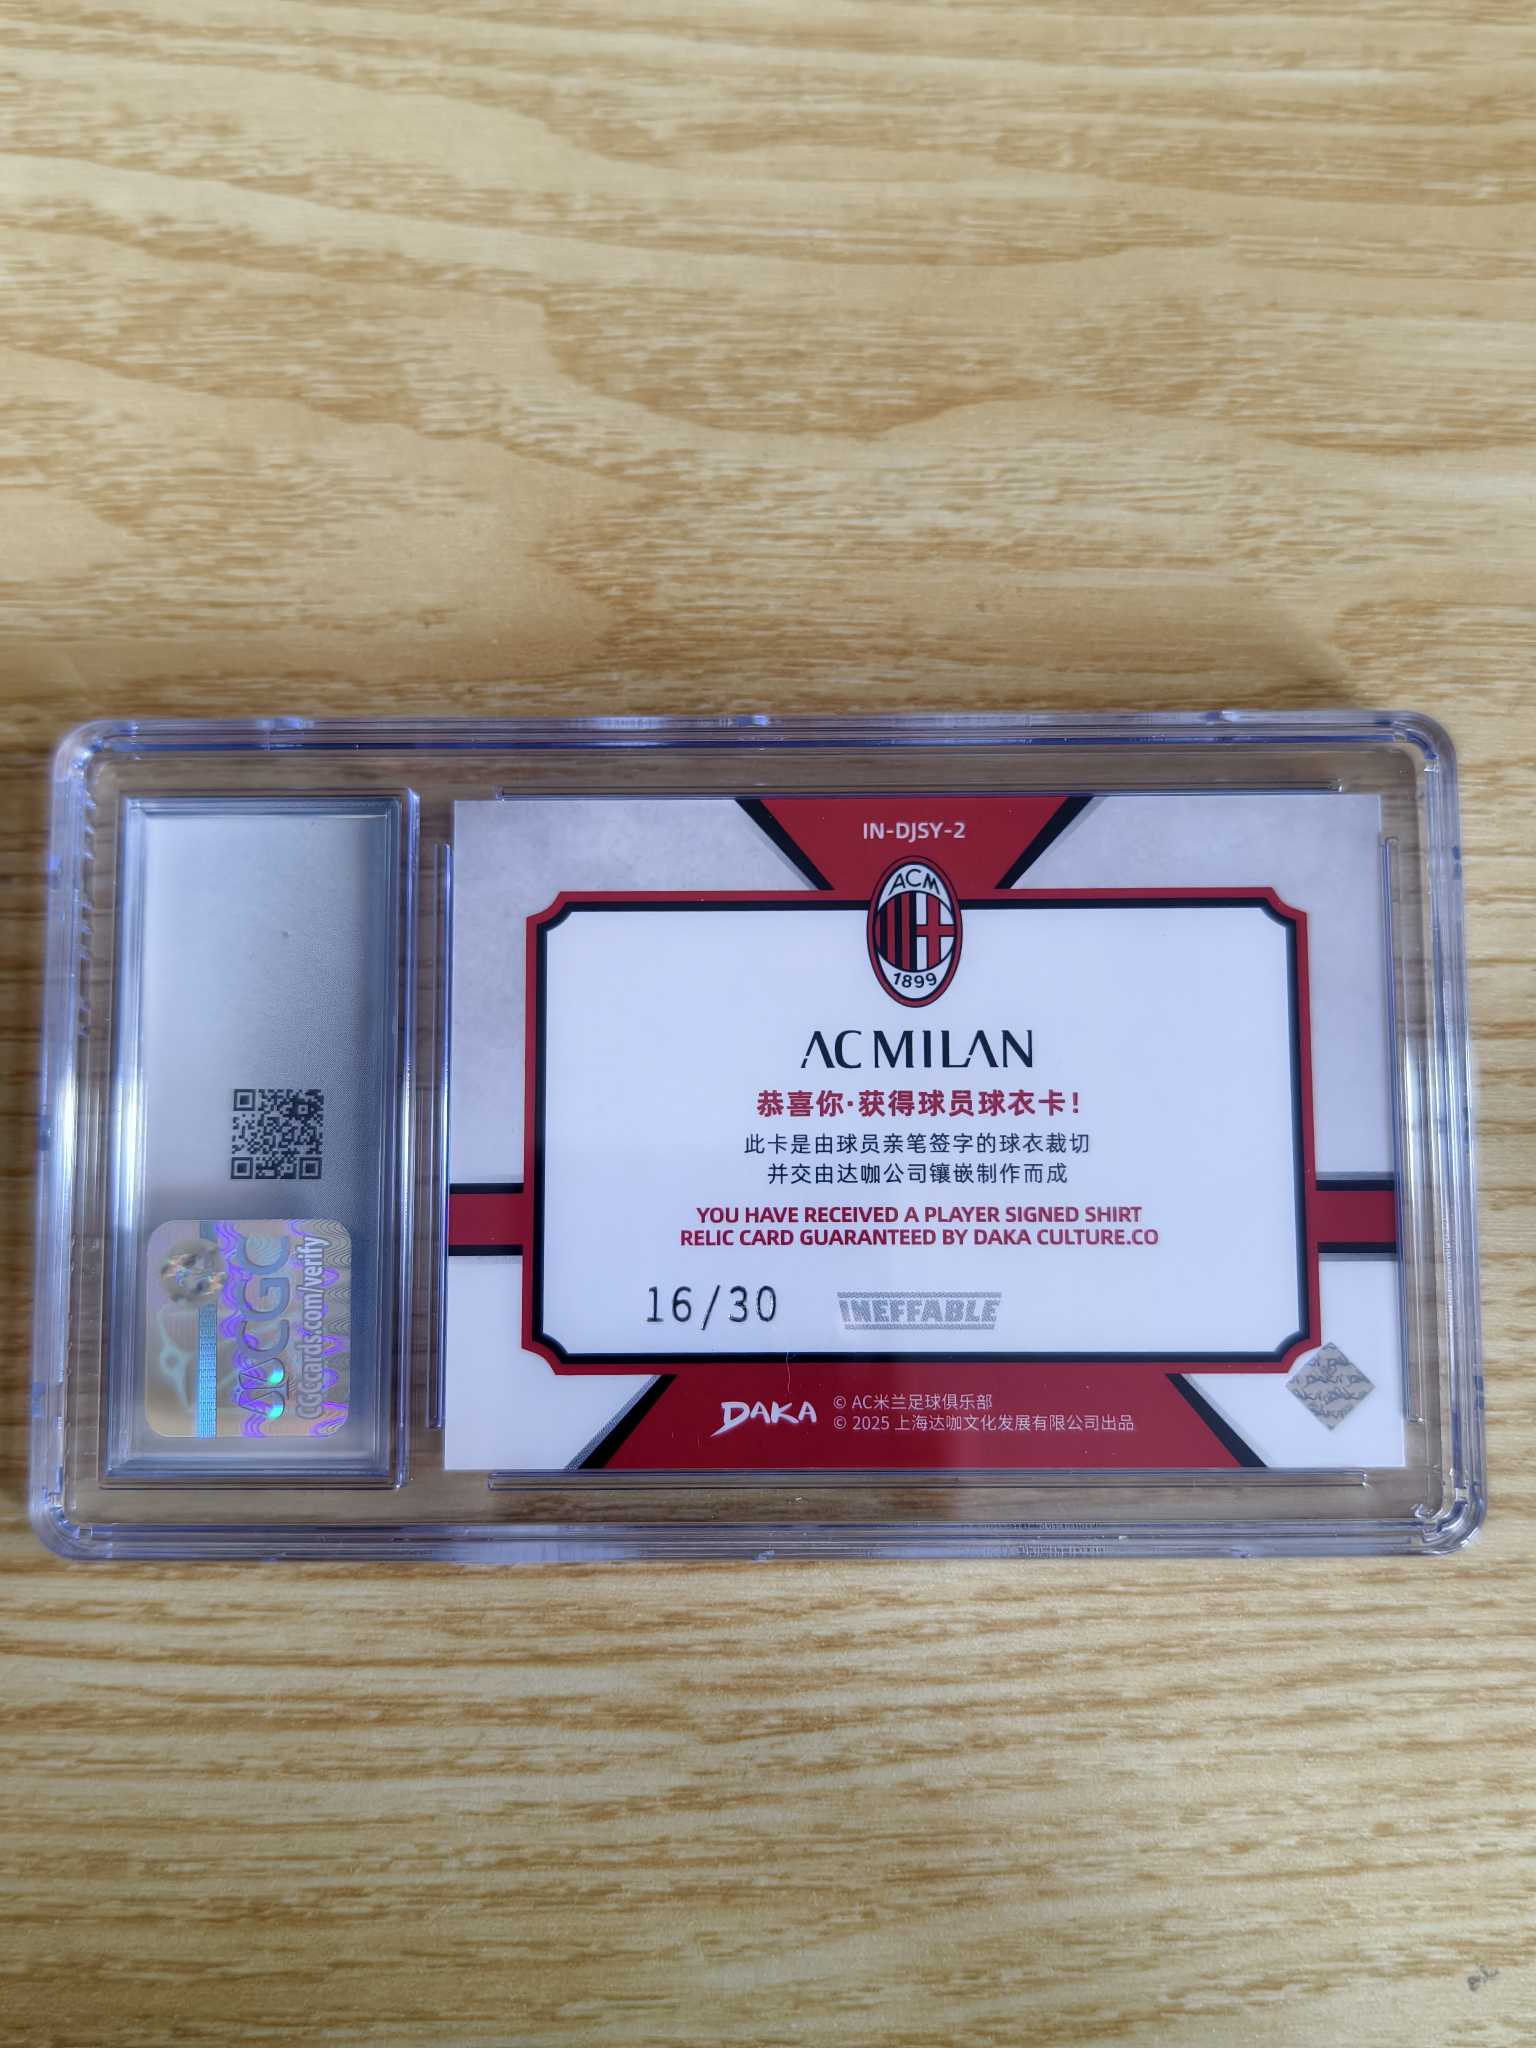 IN-DJSY-2
ACM
1899
AC MILAN
恭喜你·获得球员球衣卡！
此卡是由球员亲笔签字的球衣裁切
并交由达咖公司镶嵌制作而成
YOU HAVE RECEIVED A PLAYER SIGNED SHIRT
RELIC CARD GUARANTEED BY DAKA CULTURE.CO
16/30
INEFFABLE
DAKA
© AC米兰足球俱乐部
© 2025 上海达咖文化发展有限公司出品
CGC
CGCcards.com/verify
DAKA